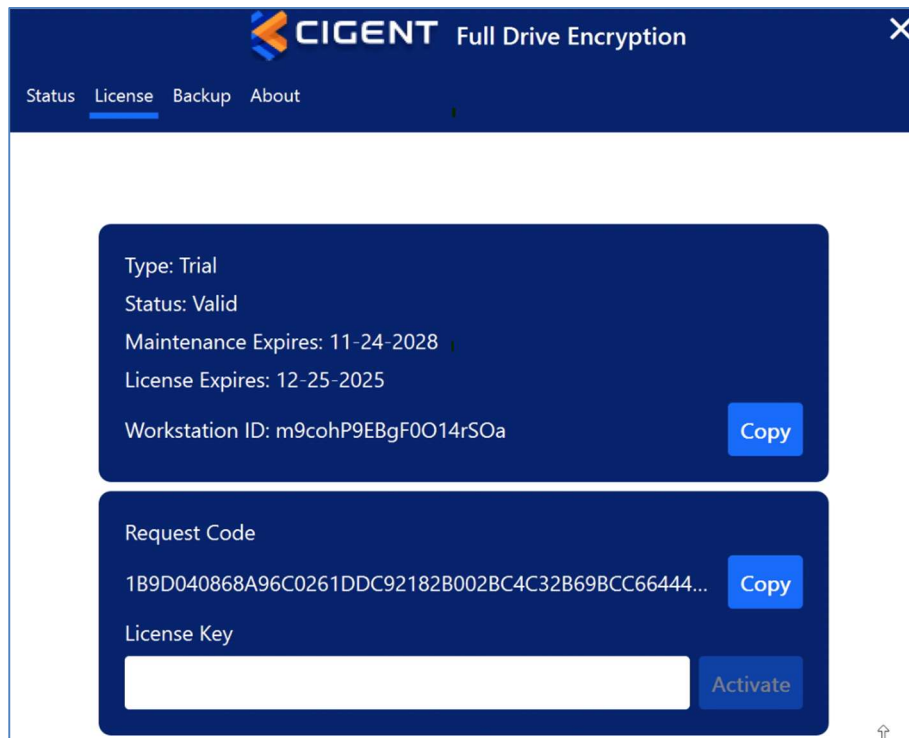 CIGENT Full Drive Encryption
Status License Backup About
Type: Trial
Status: Valid
Maintenance Expires: 11-24-2028
License Expires: 12-25-2025
Workstation ID: m9cohP9EBgF0O14rSOa
Copy
Request Code
1B9D040868A96C0261DDC92182B002BC4C32B69BCC66444...
Copy
License Key
Activate